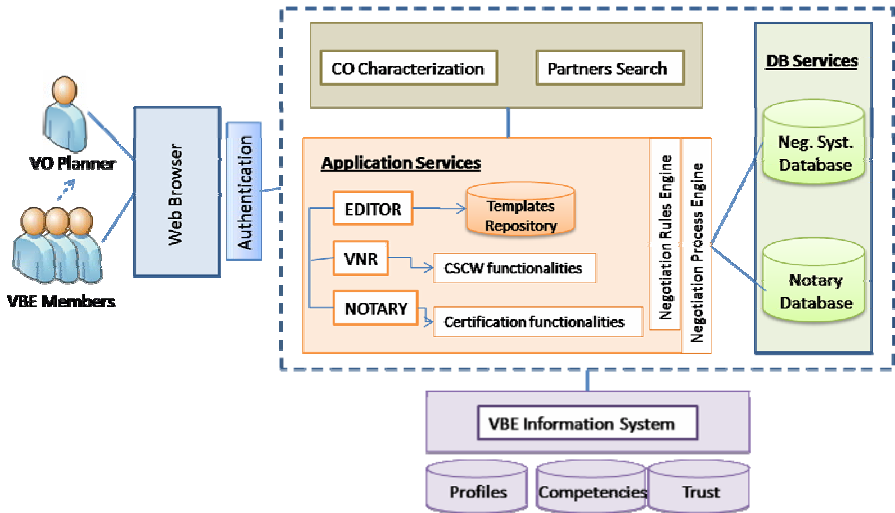 VO Planner
VBE Members
Web Browser
Authentication
CO Characterization
Partners Search
Application Services
EDITOR
Templates
Repository
VNR
CSCW functionalities
NOTARY
Certification functionalities
Negotiation Rules Engine
Negotiation Process Engine
DB Services
Neg. Syst.
Database
Notary
Database
VBE Information System
Profiles
Competencies
Trust